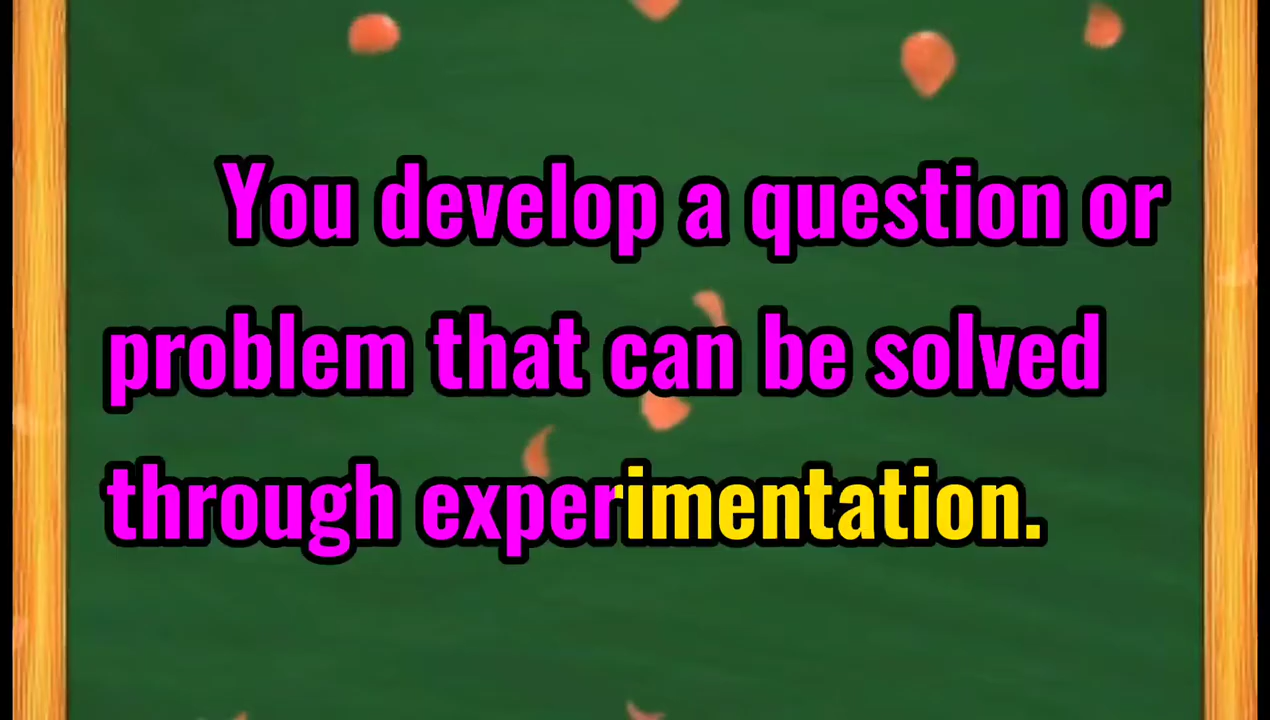 You develop a question or
problem that can be solved
through experimentation.